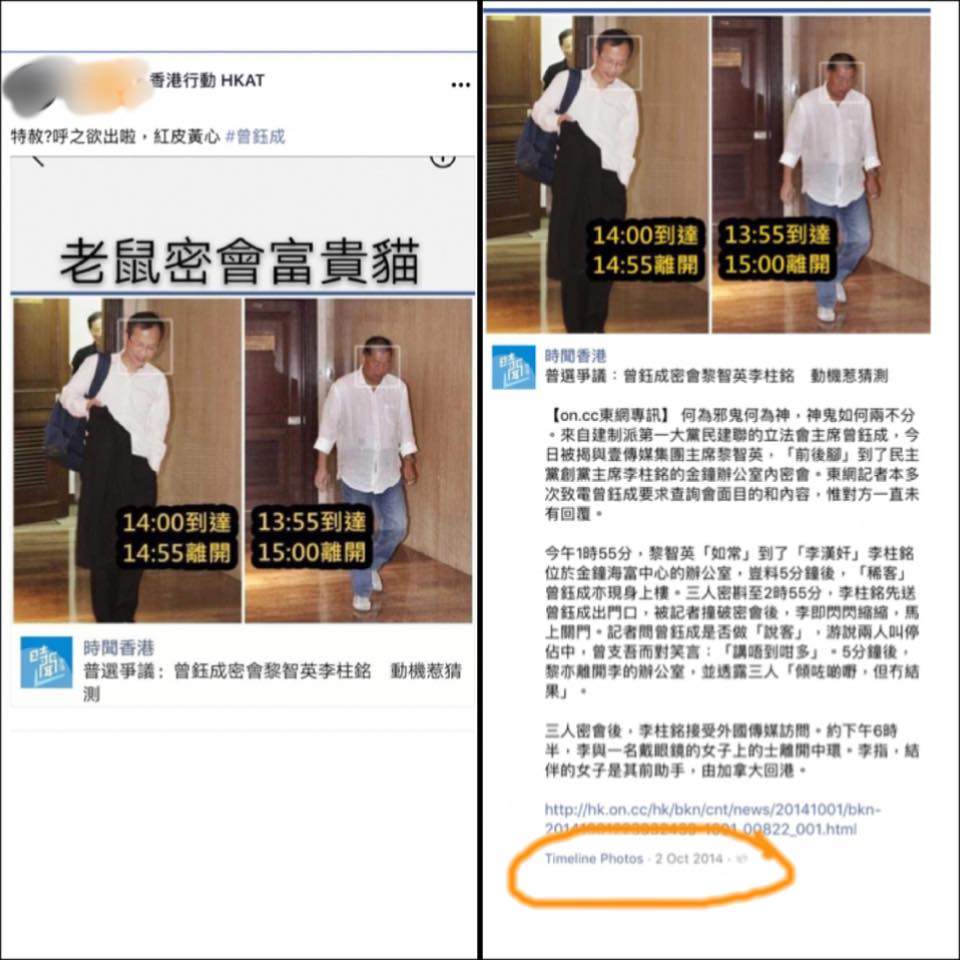 香港行動 HKAT
特赦?呼之欲出啦，紅皮黃心 #曾鈺成
老鼠密會富貴貓
14:00到達
14:55離開
13:55到達
15:00離開
時聞香港
普選爭議：曾鈺成密會黎智英李柱銘　動機惹猜
測
14:00到達
14:55離開
13:55到達
15:00離開
時聞香港
普選爭議：曾鈺成密會黎智英李柱銘　動機惹猜測
【on.cc東網專訊】 何為邪鬼何為神，神鬼如何兩不分
。來自建制派第一大黨民建聯的立法會主席曾鈺成，今
日被揭與壹傳媒集團主席黎智英，「前後腳」到了民主
黨創黨主席李柱銘的金鐘辦公室內密會。東網記者本多
次致電曾鈺成要求查詢會面目的和內容，惟對方一直未
有回覆。
今午1時55分，黎智英「如常」到了「李漢奸」李柱銘
位於金鐘海富中心的辦公室，豈料5分鐘後，「稀客」
曾鈺成亦現身上樓。三人密斟至2時55分，李柱銘先送
曾鈺成出門口，被記者撞破密會後，李即閃閃縮縮，馬
上關門。記者問曾鈺成是否做「說客」，游說兩人叫停
佔中，曾支吾而對笑言：「講唔到咁多」。5分鐘後，
黎亦離開李的辦公室，並透露三人「傾咗啲嘢，但冇結
果」。
三人密會後，李柱銘接受外國傳媒訪問。約下午6時
半，李與一名戴眼鏡的女子上的士離開中環。李指，結
伴的女子是其前助手，由加拿大回港。
http://hk.on.cc/hk/bkn/cnt/news/20141001/bkn-
00822_001.html
Timeline Photos · 2 Oct 2014 ·